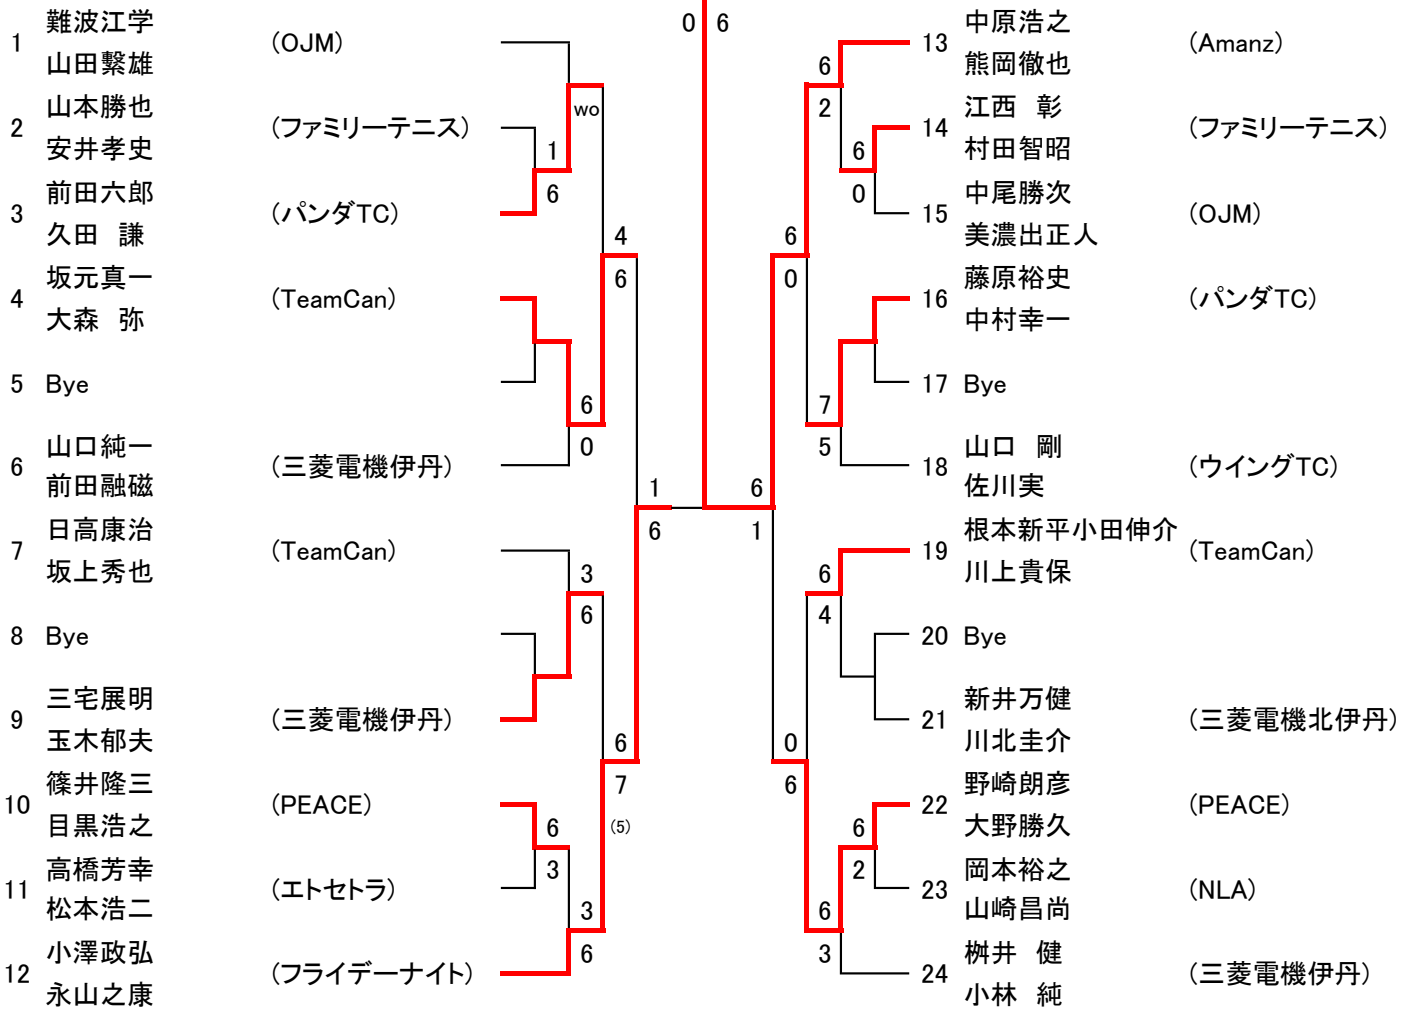 0 6
難波江学
1 (OJM)
山田繄雄
山本勝也
2 (ファミリーテニス)
安井孝史
前田六郎
3 (パンダTC)
久田 謙
坂元真一
4 (TeamCan)
大森 弥
5 Bye
山口純一
6 (三菱電機伊丹)
前田融磁
日高康治
7 (TeamCan)
坂上秀也
8 Bye
三宅展明
9 (三菱電機伊丹)
玉木郁夫
篠井隆三
10 (PEACE)
目黒浩之
高橋芳幸
11 (エトセトラ)
松本浩二
小澤政弘
12 (フライデーナイト)
永山之康
wo
1
6
4
6
6
0
1
6
3
6
6
7
(5)
6
3
3
6
中原浩之
13 (Amanz)
熊岡徹也
江西 彰
14 (ファミリーテニス)
村田智昭
中尾勝次
15 (OJM)
美濃出正人
藤原裕史
16 (パンダTC)
中村幸一
17 Bye
山口 剛
18 (ウイングTC)
佐川実
根本新平小田伸介
19 (TeamCan)
川上貴保
20 Bye
新井万健
21 (三菱電機北伊丹)
川北圭介
野崎朗彦
22 (PEACE)
大野勝久
岡本裕之
23 (NLA)
山崎昌尚
桝井 健
24 (三菱電機伊丹)
小林 純
6
2
6
0
6
0
7
5
6
1
6
4
0
6
6
2
6
3